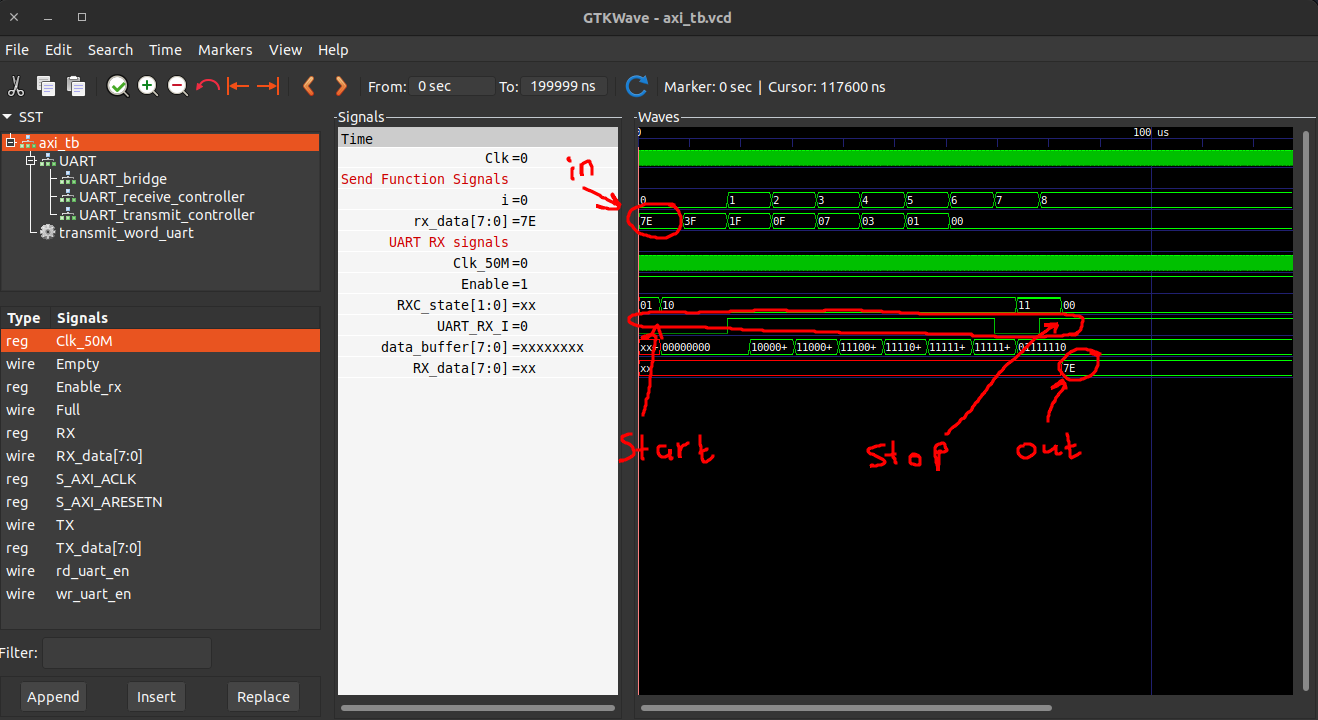 GTKWave - axi_tb.vcd
File Edit Search Time Markers View Help
From: 0 sec To: 199999 ns Marker: 0 sec | Cursor: 117600 ns
SST
axi_tb
UART
UART_bridge
UART_receive_controller
UART_transmit_controller
transmit_word_uart
Type Signals
reg Clk_50M
wire Empty
reg Enable_rx
wire Full
reg RX
wire RX_data[7:0]
reg S_AXI_ACLK
reg S_AXI_ARESETN
wire TX
reg TX_data[7:0]
wire rd_uart_en
wire wr_uart_en
Filter:
Append Insert Replace
Signals
Time
Clk=0
Send Function Signals
i=0
rx_data[7:0]=7E
UART RX signals
Clk_50M=0
Enable=1
RXC_state[1:0]=xx
UART_RX_I=0
data_buffer[7:0]=xxxxxxxx
RX_data[7:0]=xx
Waves
0 100 us
in
0 1 2 3 4 5 6 7 8
7E 3F 1F 0F 07 03 01 00
01 10 11 00
xx 00000000 10000+ 11000+ 11100+ 11110+ 11111+ 11111+ 01111110
xx 7E
Start Stop out